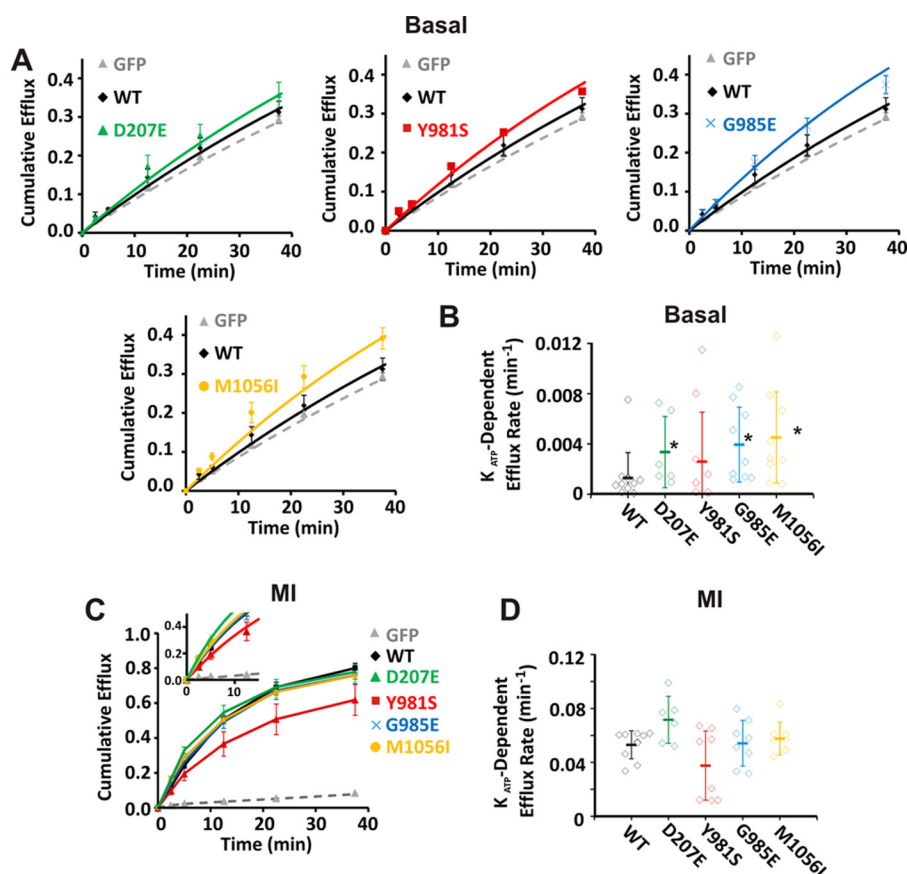 Basal
A
GFP
WT
D207E
Cumulative Efflux
0.4
0.3
0.2
0.1
0.0
0 10 20 30 40
Time (min)
GFP
WT
Y981S
Cumulative Efflux
0.4
0.3
0.2
0.1
0.0
0 10 20 30 40
Time (min)
GFP
WT
G985E
Cumulative Efflux
0.4
0.3
0.2
0.1
0.0
0 10 20 30 40
Time (min)
GFP
WT
M1056I
Cumulative Efflux
0.4
0.3
0.2
0.1
0.0
0 10 20 30 40
Time (min)
B
Basal
K ATP-Dependent
Efflux Rate (min-1)
0.012
0.008
0.004
0
*
*
*
WT D207E Y981S G985E M1056I
C
MI
Cumulative Efflux
1.0
0.8
0.6
0.4
0.2
0.0
0 10 20 30 40
Time (min)
0.4
0.2
0.0
0 5 10
GFP
WT
D207E
Y981S
G985E
M1056I
D
MI
K ATP-Dependent
Efflux Rate (min-1)
0.12
0.08
0.04
0
WT D207E Y981S G985E M1056I